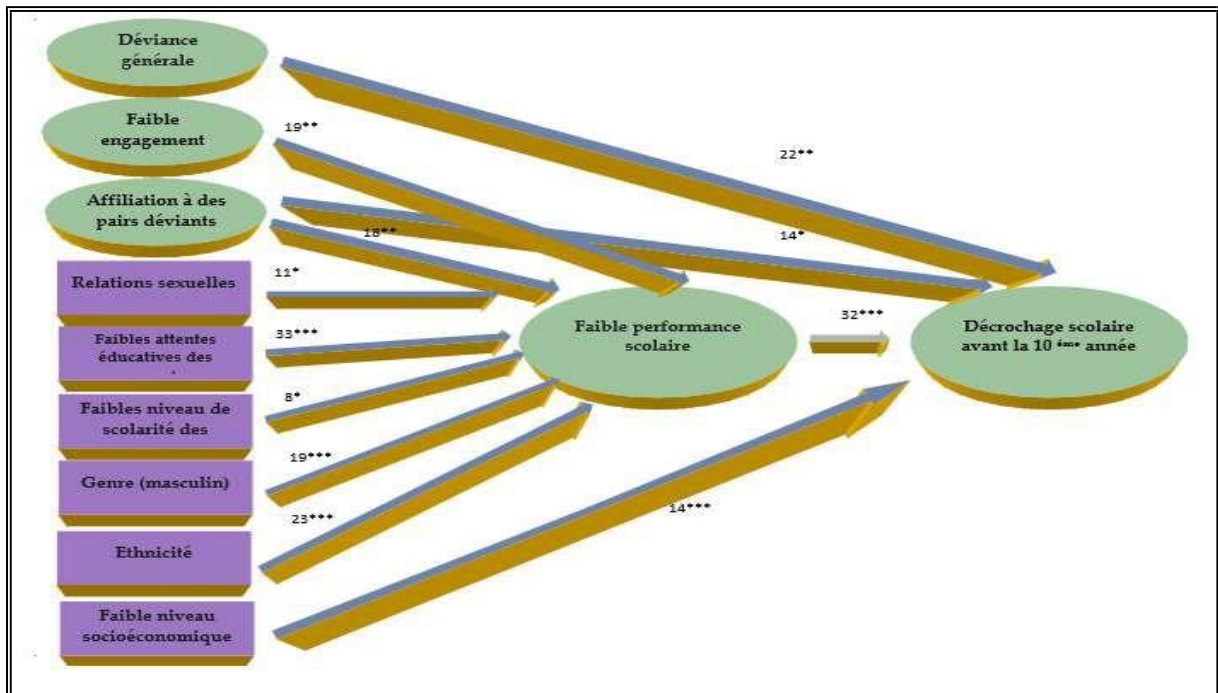 Déviance
générale
Faible
engagement
19**
22**
Affiliation à des
pairs déviants
18**
14*
Relations sexuelles
11*
Faibles attentes
éducatives des
33***
Faible performance
scolaire
32***
Décrochage scolaire
avant la 10 ème année
Faibles niveau de
scolarité des
8*
Genre (masculin)
19***
Ethnicité
23***
14***
Faible niveau
socioéconomique